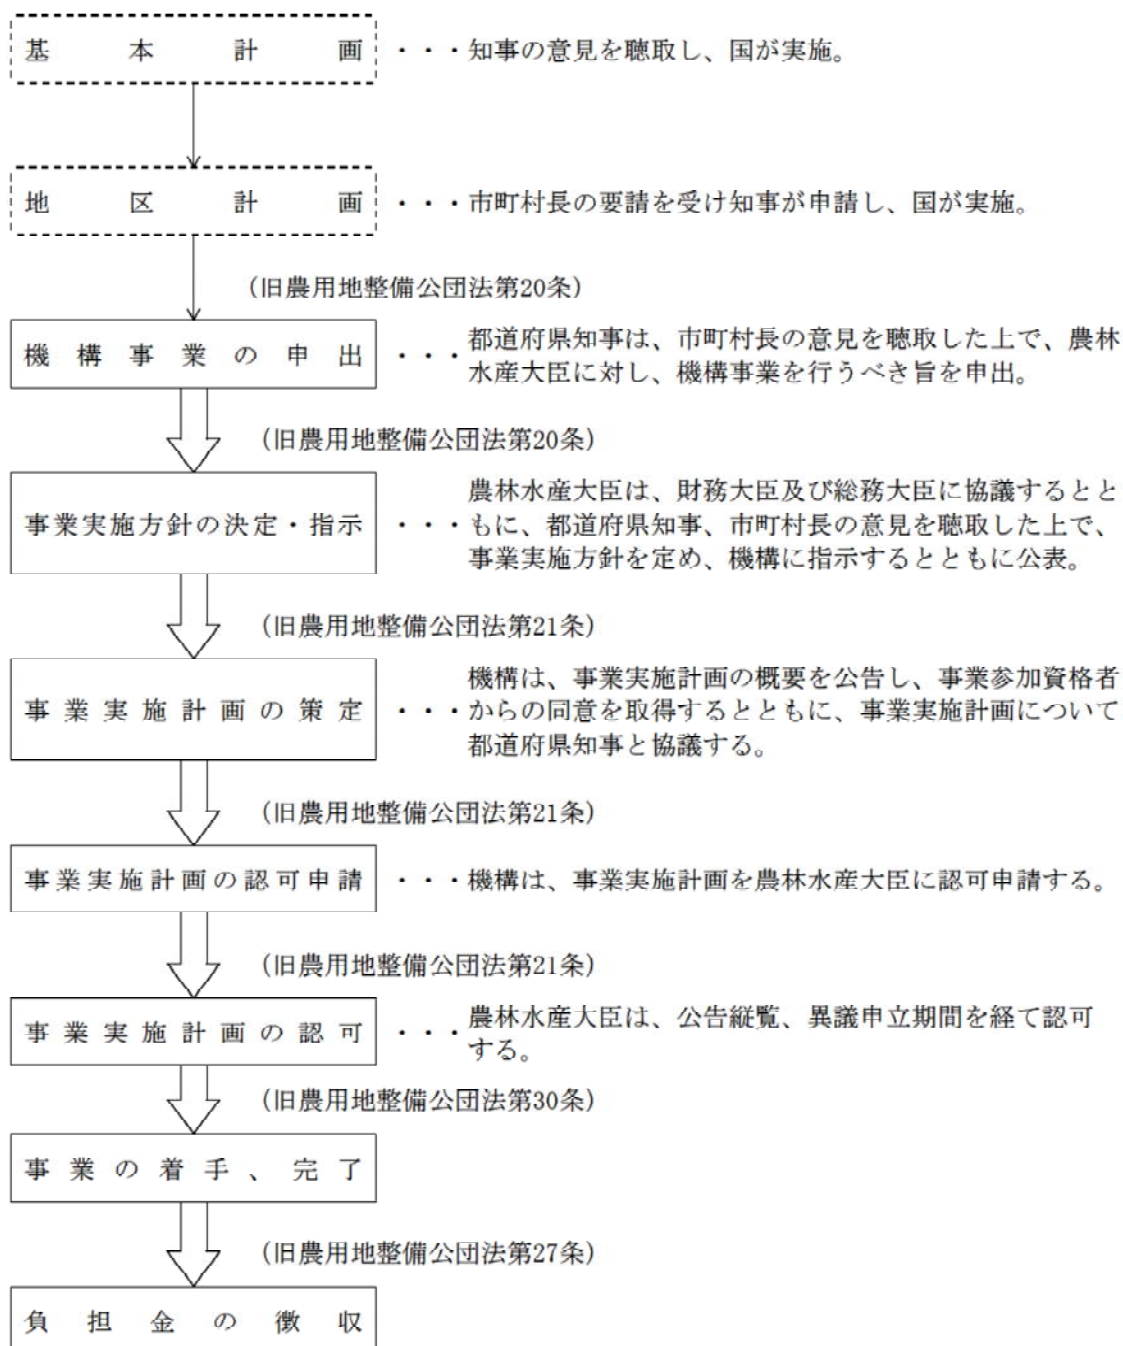 基本計画 ・・・知事の意見を聴取し、国が実施。
地区計画 ・・・市町村長の要請を受け知事が申請し、国が実施。
(旧農用地整備公団法第20条)
機構事業の申出 ・・・都道府県知事は、市町村長の意見を聴取した上で、農林
水産大臣に対し、機構事業を行うべき旨を申出。
(旧農用地整備公団法第20条)
農林水産大臣は、財務大臣及び総務大臣に協議するとと
事業実施方針の決定・指示 ・・・もに、都道府県知事、市町村長の意見を聴取した上で、
事業実施方針を定め、機構に指示するとともに公表。
(旧農用地整備公団法第21条)
機構は、事業実施計画の概要を公告し、事業参加資格者
事業実施計画の策定 ・・・からの同意を取得するとともに、事業実施計画について
都道府県知事と協議する。
(旧農用地整備公団法第21条)
事業実施計画の認可申請 ・・・機構は、事業実施計画を農林水産大臣に認可申請する。
(旧農用地整備公団法第21条)
事業実施計画の認可 ・・・農林水産大臣は、公告縦覧、異議申立期間を経て認可
する。
(旧農用地整備公団法第30条)
事業の着手、完了
(旧農用地整備公団法第27条)
負担金の徴収